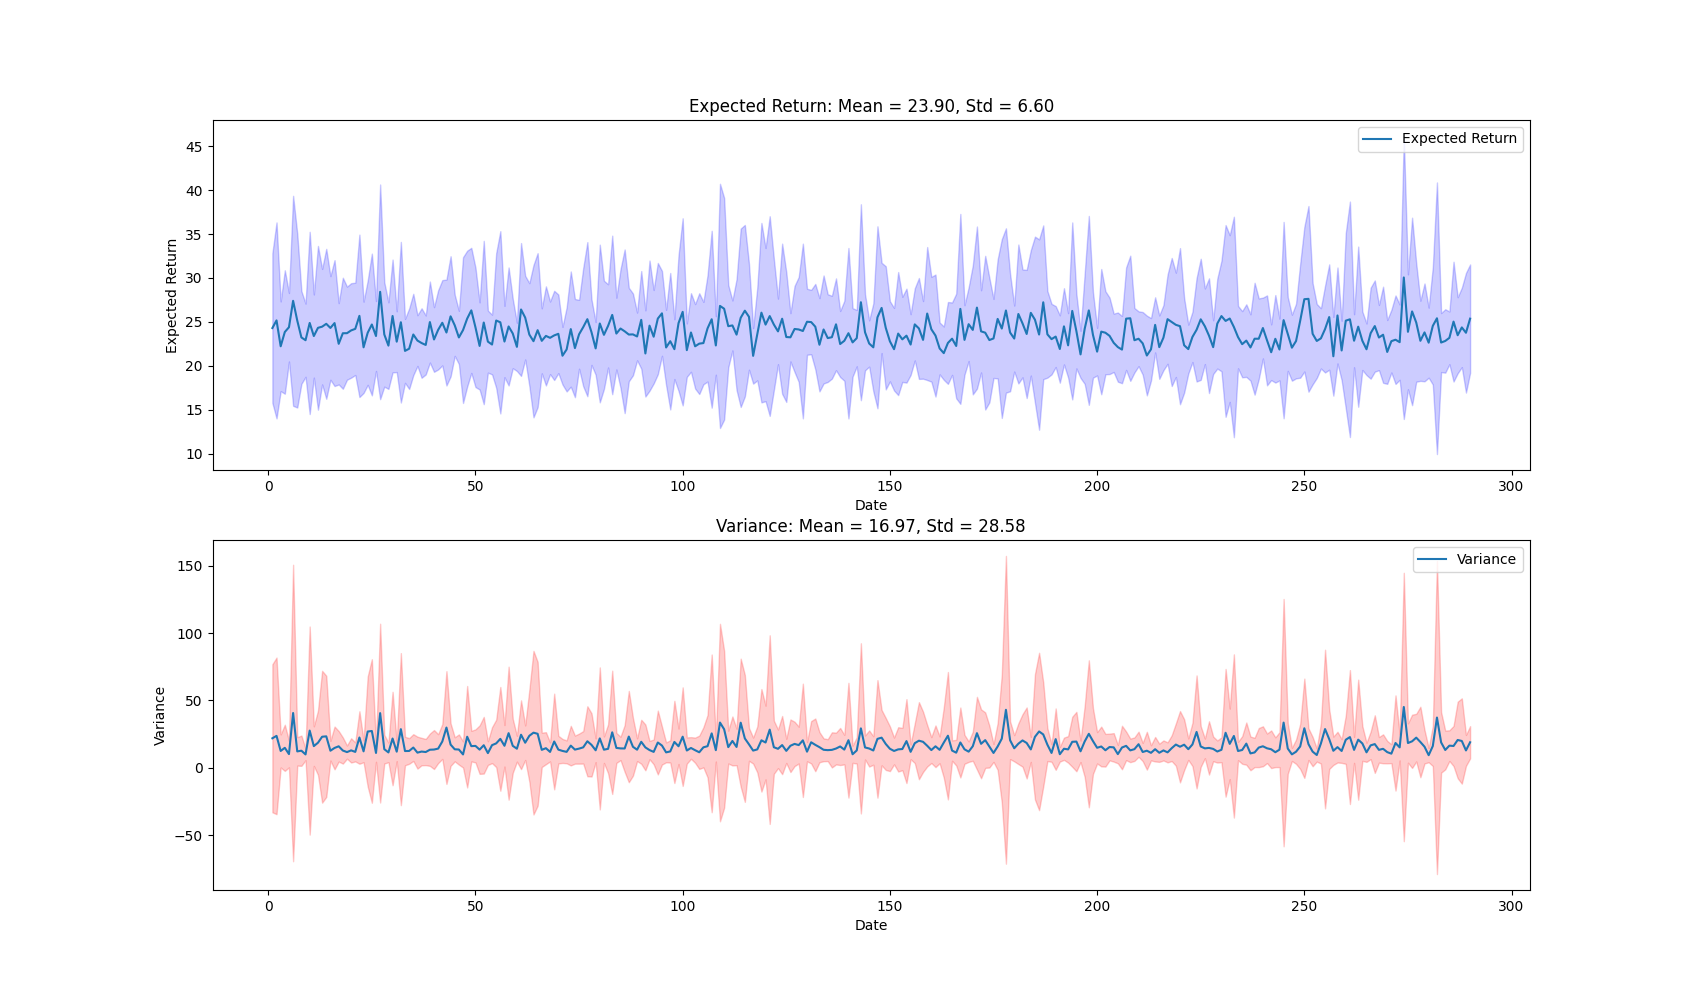 Expected Return: Mean = 23.90, Std = 6.60
Expected Return
45
40
35
30
25
20
15
10
Expected Return
0 50 100 150 200 250 300
Date
Variance: Mean = 16.97, Std = 28.58
Variance
150
100
50
0
−50
Variance
0 50 100 150 200 250 300
Date